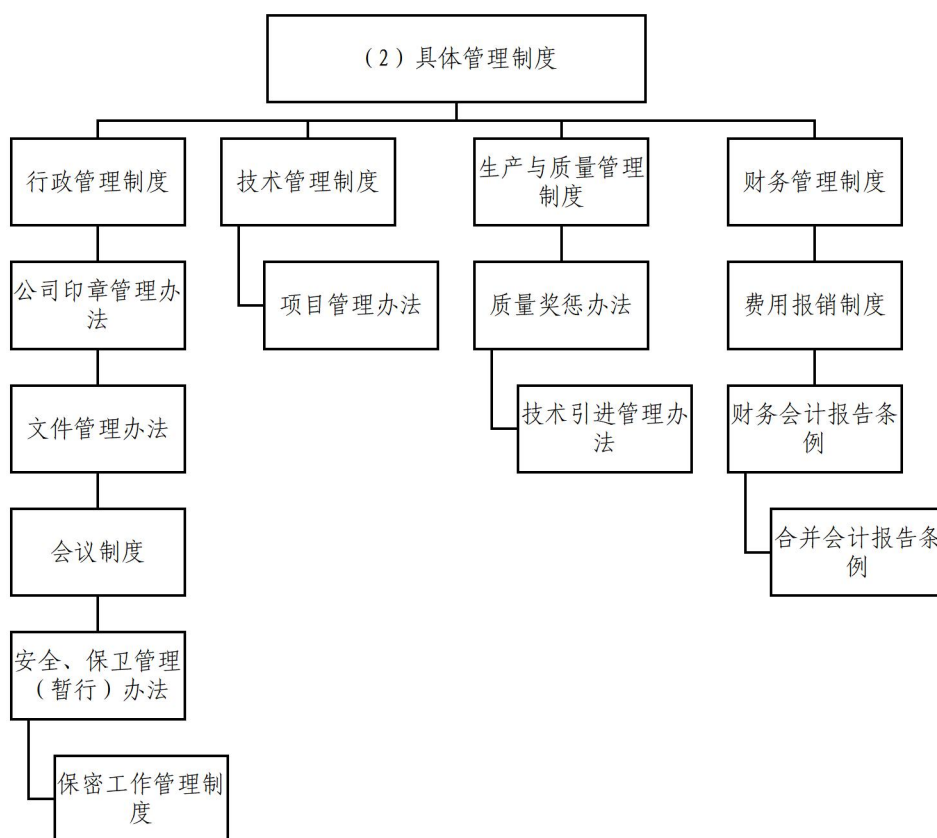 （2）具体管理制度
行政管理制度
技术管理制度
生产与质量管理
制度
财务管理制度
公司印章管理办
法
项目管理办法
质量奖惩办法
费用报销制度
文件管理办法
技术引进管理办
法
财务会计报告条
例
会议制度
合并会计报告条
例
安全、保卫管理
（暂行）办法
保密工作管理制
度